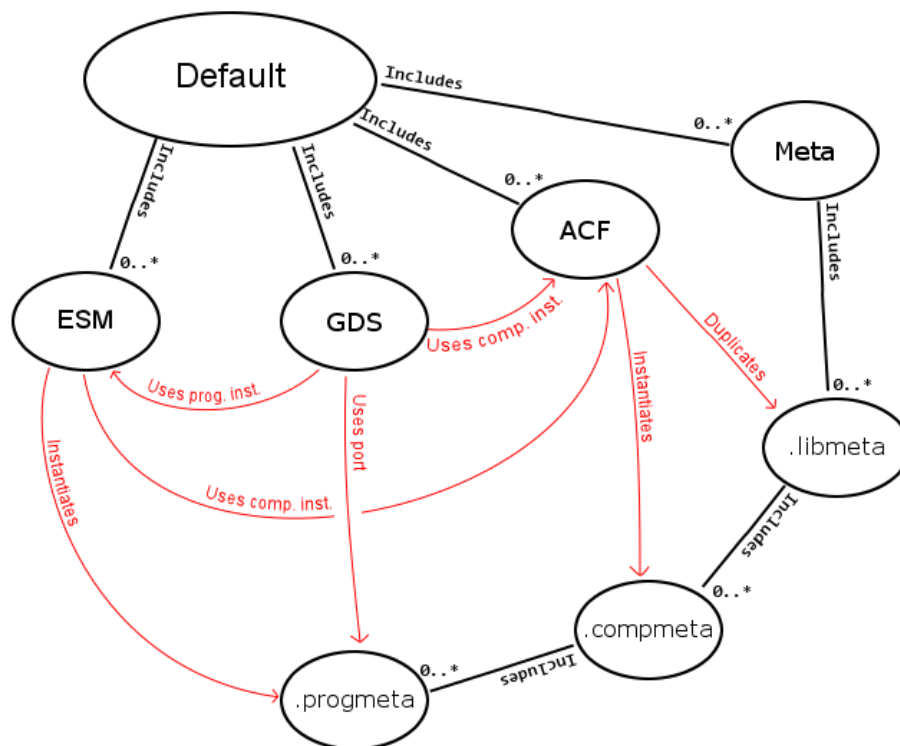 Default
Includes
0..*
Meta
Includes
0..*
ACF
Includes
0..*
ESM
Includes
0..*
GDS
Uses comp. inst.
Uses prog. inst.
Includes
0..*
.libmeta
Duplicates
Instantiates
Uses port
Instantiates
Uses comp. inst.
Includes
0..*
.compmeta
Includes
0..*
.progmeta